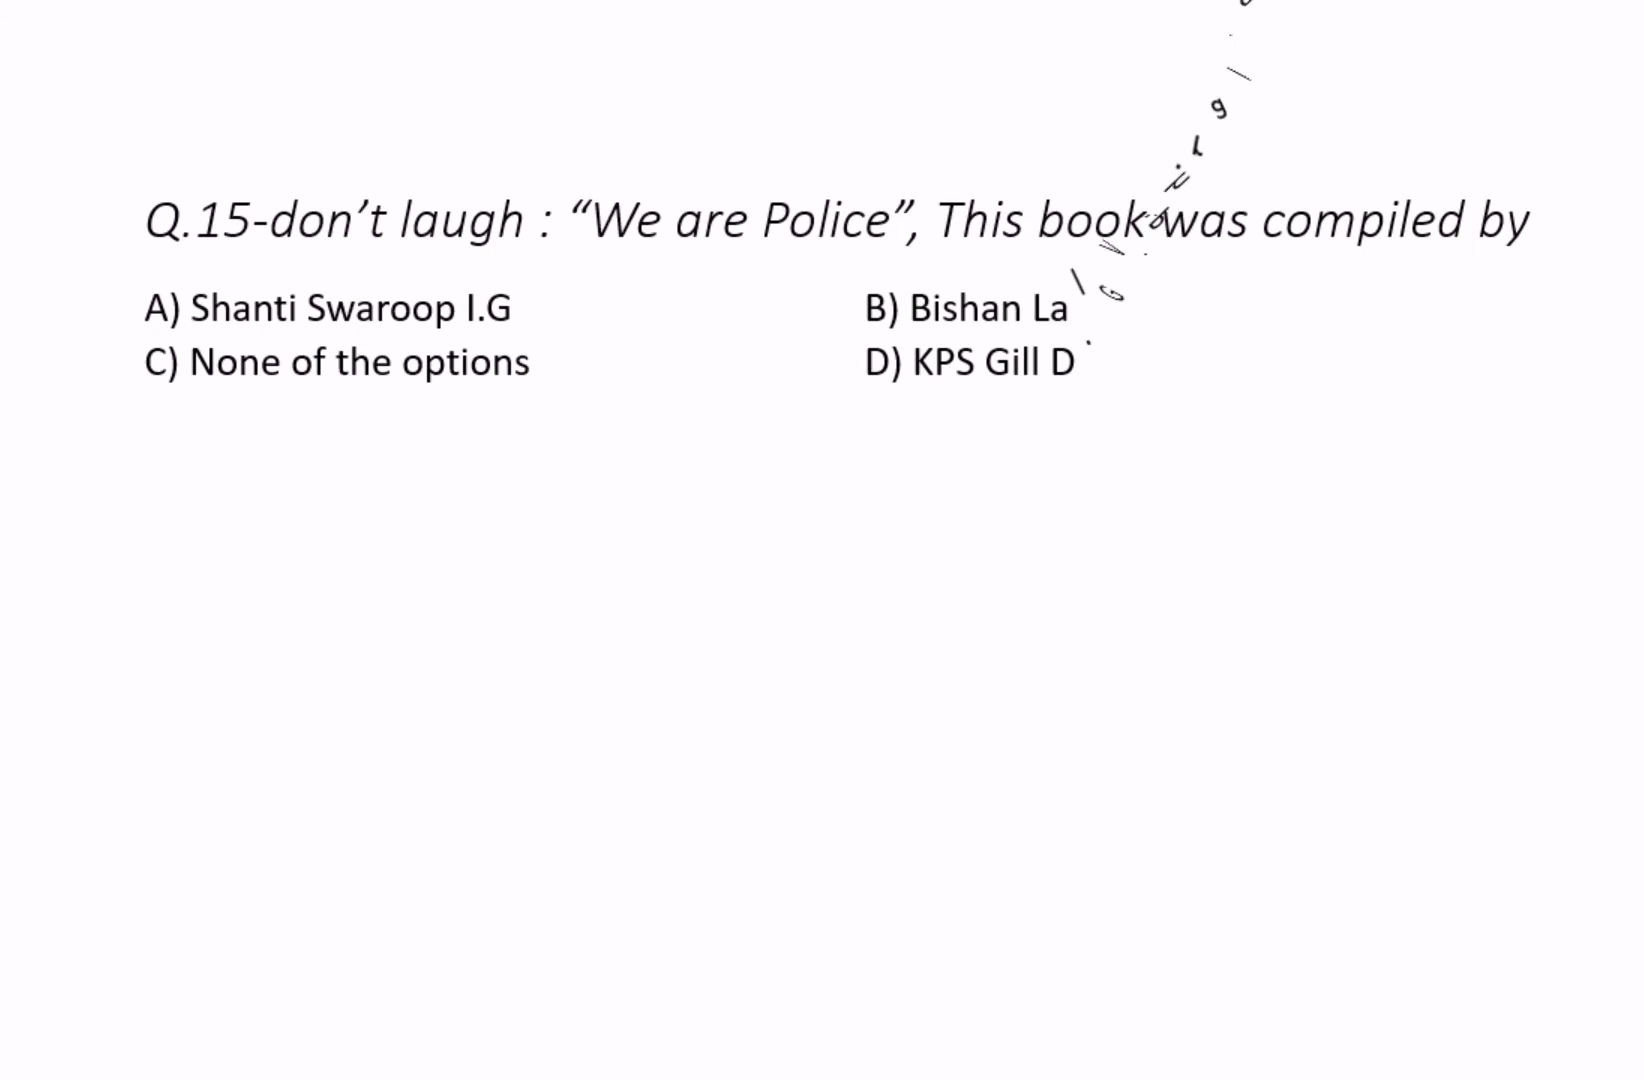 Q.15-don’t laugh : “We are Police”, This book was compiled by
A) Shanti Swaroop I.G
B) Bishan La
C) None of the options
D) KPS Gill D